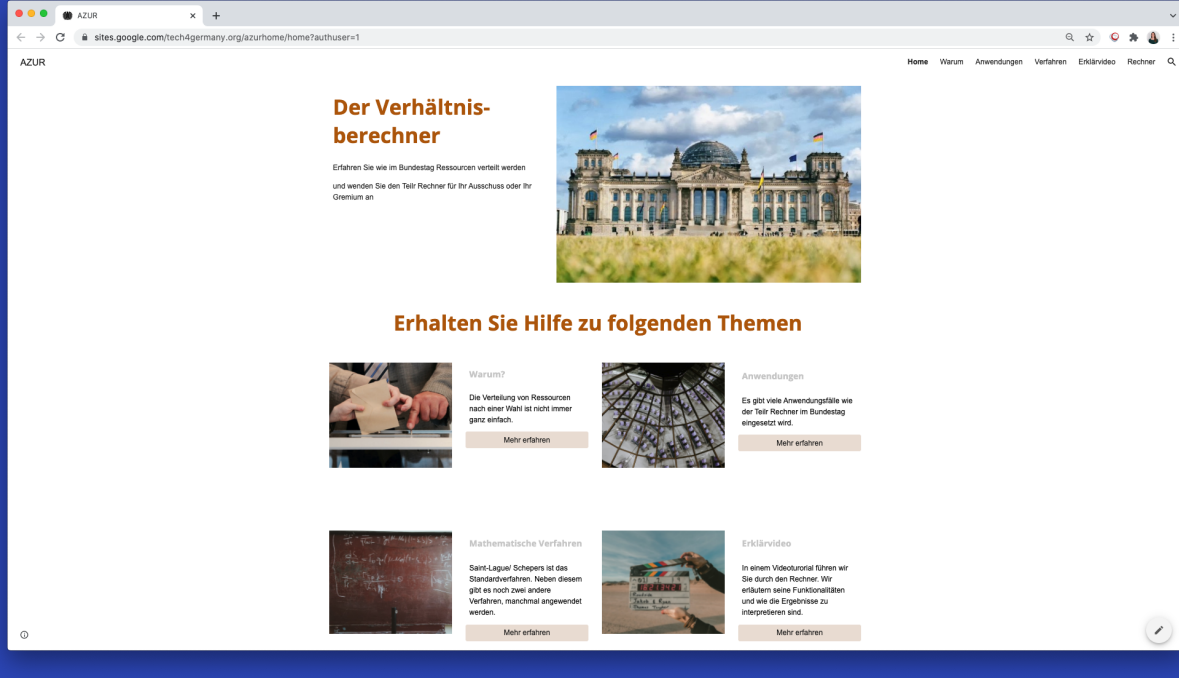 AZUR
sites.google.com/tech4germany.org/azurhome/home?authuser=1
AZUR
Home Warum Anwendungen Verfahren Erklärvideo Rechner
Der Verhältnis-
berechner
Erfahren Sie wie im Bundestag Ressourcen verteilt werden
und wenden Sie den Teilr Rechner für Ihr Ausschuss oder Ihr
Gremium an
Erhalten Sie Hilfe zu folgenden Themen
Warum?
Die Verteilung von Ressourcen
nach einer Wahl ist nicht immer
ganz einfach.
Mehr erfahren
Anwendungen
Es gibt viele Anwendungsfälle wie
der Teilr Rechner im Bundestag
eingesetzt wird.
Mehr erfahren
Mathematische Verfahren
Saint-Lague/ Schepers ist das
Standardverfahren. Neben diesem
gibt es noch zwei andere
Verfahren, manchmal angewendet
werden.
Mehr erfahren
Erklärvideo
In einem Videoturorial führen wir
Sie durch den Rechner. Wir
erläutern seine Funktionalitäten
und wie die Ergebnisse zu
interpretieren sind.
Mehr erfahren